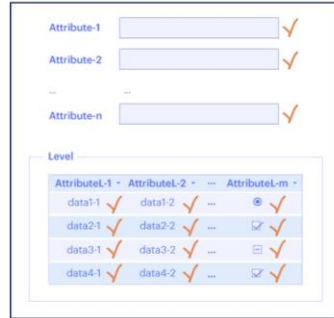 Attribute-1
Attribute-2
... ...
Attribute-n
Level
AttributeL-1 AttributeL-2 ... AttributeL-m
data1-1 data1-2 ...
data2-1 data2-2 ...
data3-1 data3-2 ...
data4-1 data4-2 ...